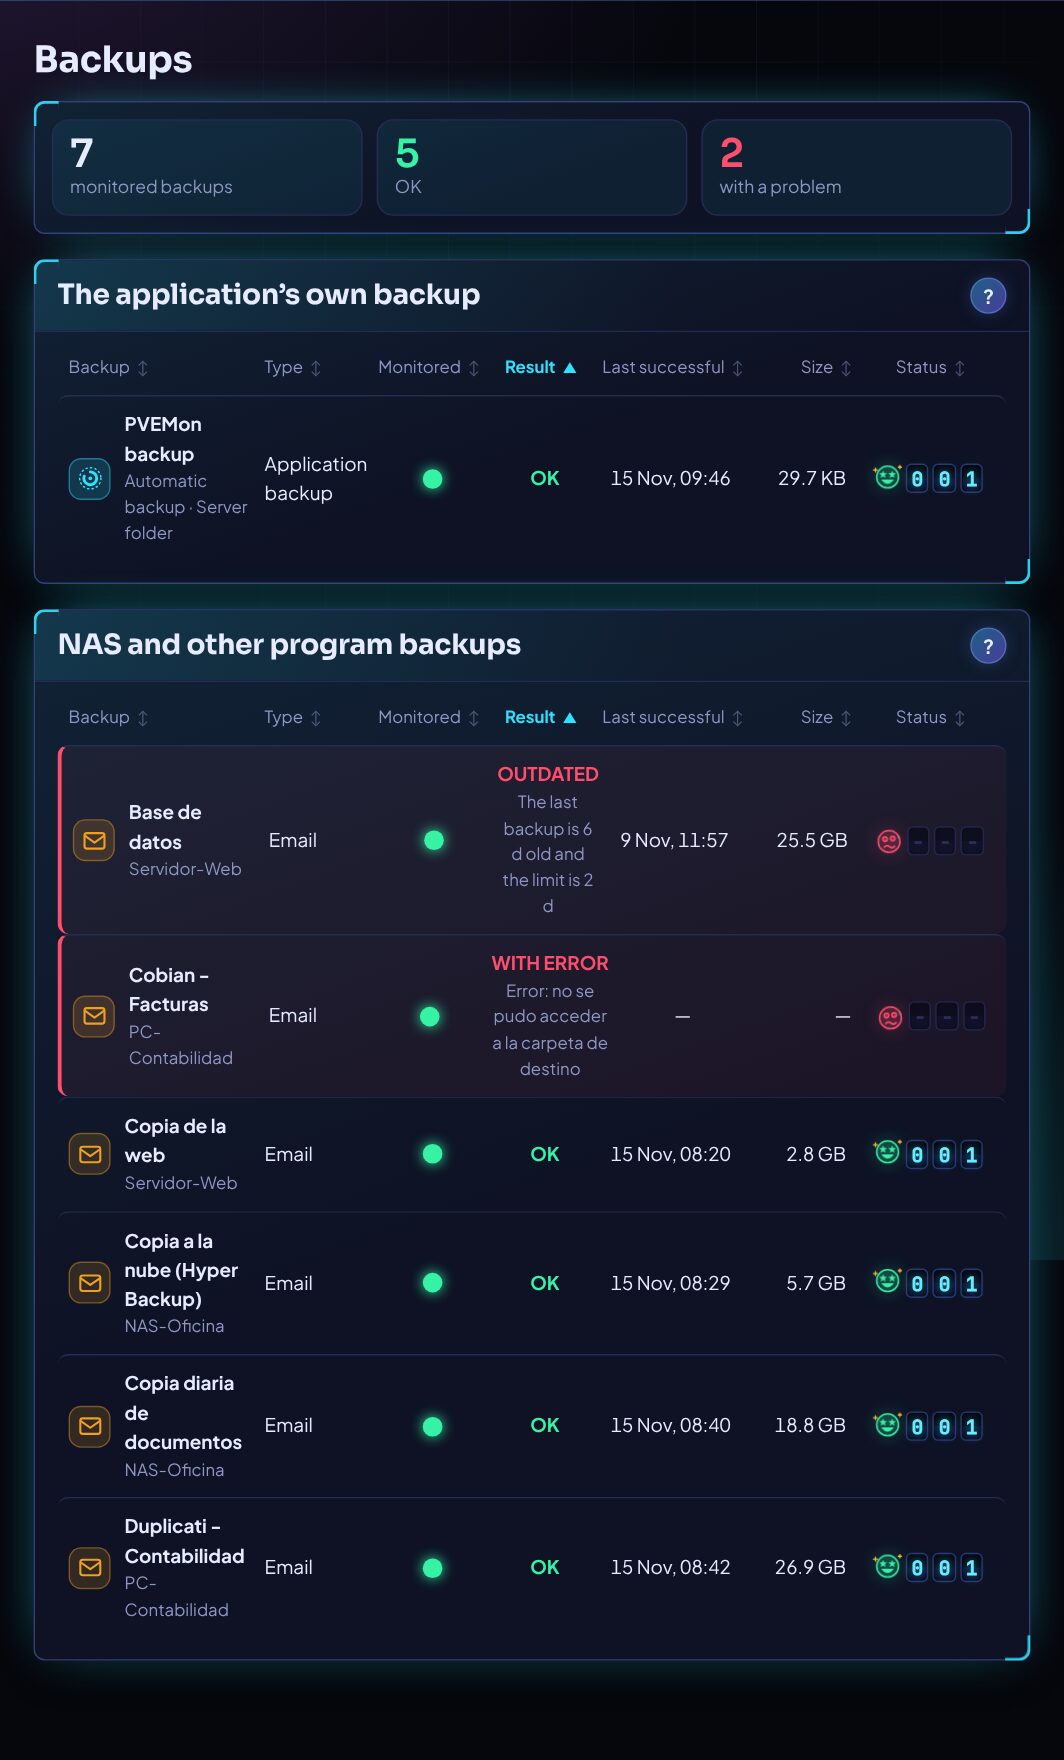 Backups
7
monitored backups
5
OK
2
with a problem
The application’s own backup
?
Backup Type Monitored Result Last successful Size Status
PVEMon
backup
Automatic
backup · Server
folder
Application
backup
OK
15 Nov, 09:46
29.7 KB
0 0 1
NAS and other program backups
?
Backup Type Monitored Result Last successful Size Status
Base de
datos
Servidor-Web
Email
OUTDATED
The last
backup is 6
d old and
the limit is 2
d
9 Nov, 11:57
25.5 GB
- - -
Cobian -
Facturas
PC-
Contabilidad
Email
WITH ERROR
Error: no se
pudo acceder
a la carpeta de
destino
—
—
- - -
Copia de la
web
Servidor-Web
Email
OK
15 Nov, 08:20
2.8 GB
0 0 1
Copia a la
nube (Hyper
Backup)
NAS-Oficina
Email
OK
15 Nov, 08:29
5.7 GB
0 0 1
Copia diaria
de
documentos
NAS-Oficina
Email
OK
15 Nov, 08:40
18.8 GB
0 0 1
Duplicati -
Contabilidad
PC-
Contabilidad
Email
OK
15 Nov, 08:42
26.9 GB
0 0 1